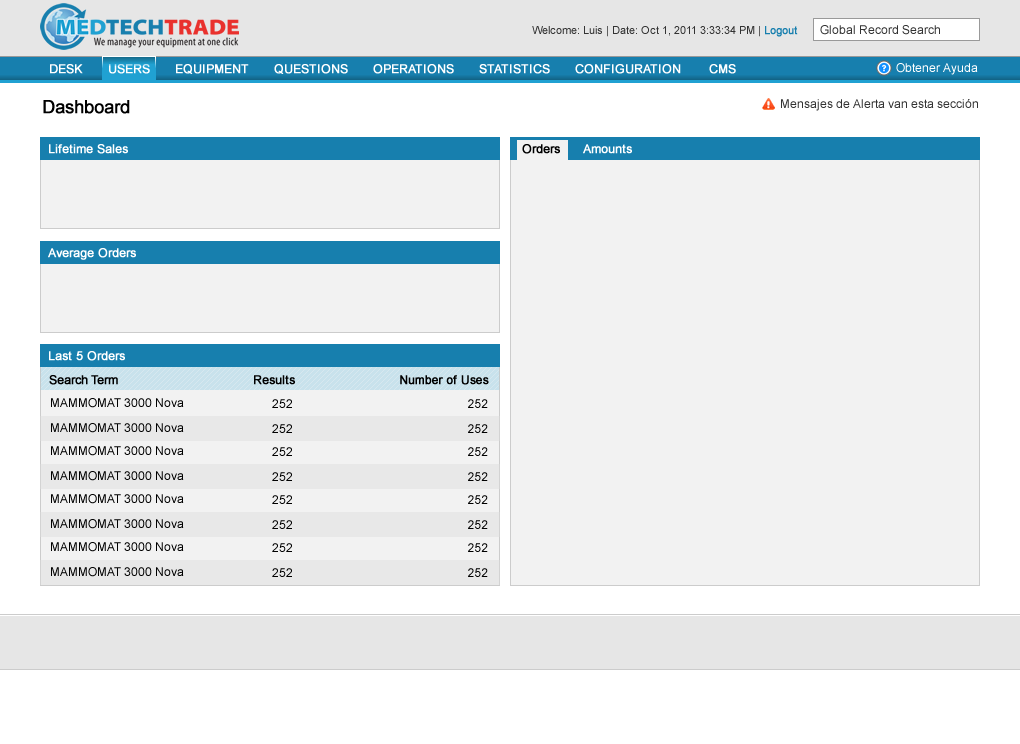 MEDTECHTRADE
We manage your equipment at one click
Welcome: Luis | Date: Oct 1, 2011 3:33:34 PM | Logout
Global Record Search
DESK USERS EQUIPMENT QUESTIONS OPERATIONS STATISTICS CONFIGURATION CMS ? Obtener Ayuda
Dashboard
Mensajes de Alerta van esta sección
Lifetime Sales
Average Orders
Last 5 Orders
Search Term Results Number of Uses
MAMMOMAT 3000 Nova 252 252
MAMMOMAT 3000 Nova 252 252
MAMMOMAT 3000 Nova 252 252
MAMMOMAT 3000 Nova 252 252
MAMMOMAT 3000 Nova 252 252
MAMMOMAT 3000 Nova 252 252
MAMMOMAT 3000 Nova 252 252
MAMMOMAT 3000 Nova 252 252
Orders Amounts